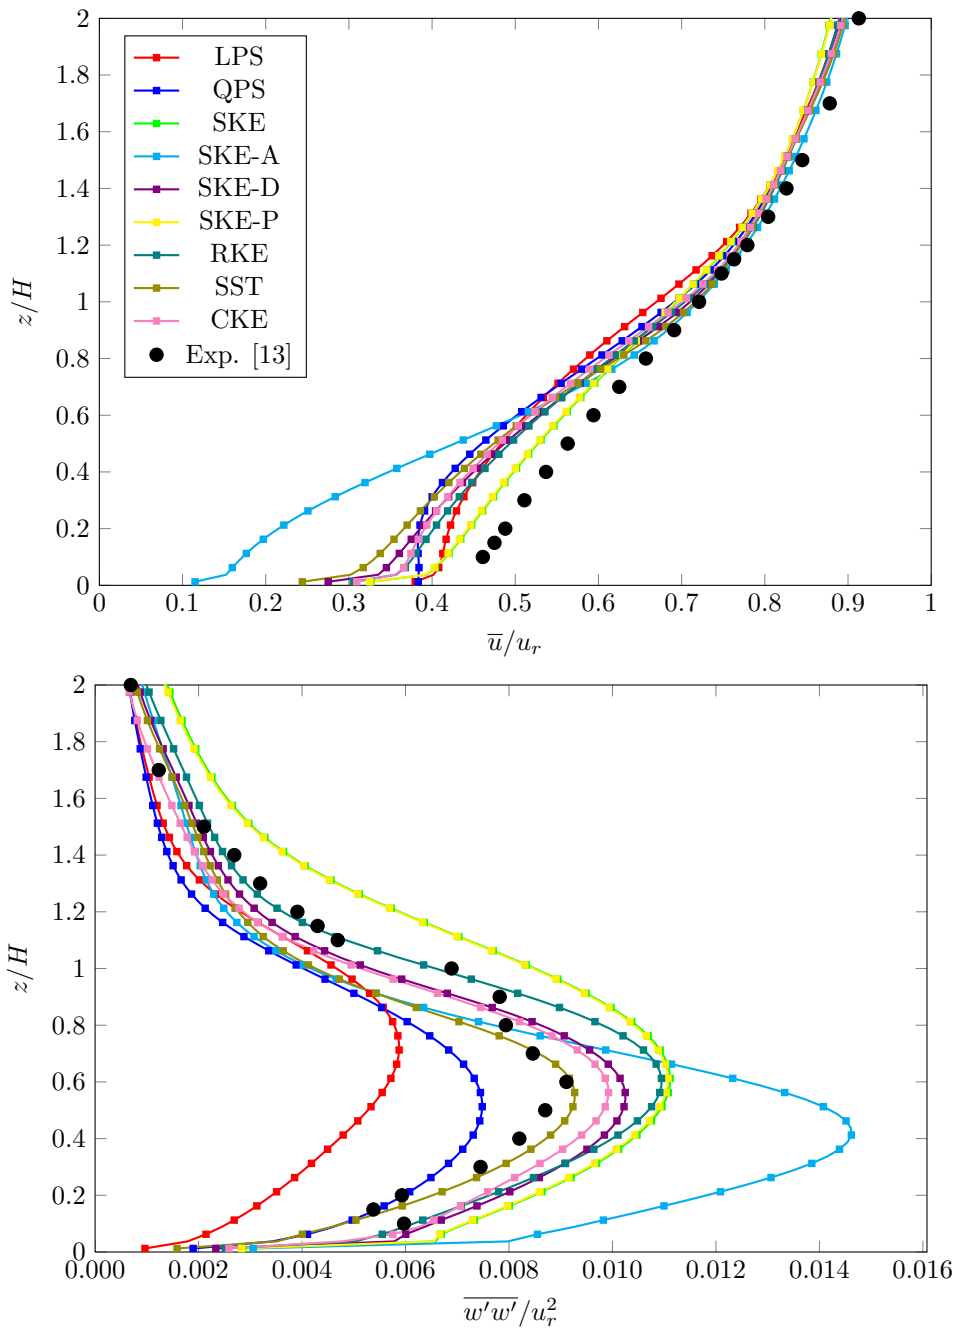 2
1.8
1.6
1.4
1.2
1
0.8
0.6
0.4
0.2
0
z/H
LPS
QPS
SKE
SKE-A
SKE-D
SKE-P
RKE
SST
CKE
Exp. [13]
0 0.1 0.2 0.3 0.4 0.5 0.6 0.7 0.8 0.9 1
u̅/u_r
2
1.8
1.6
1.4
1.2
1
0.8
0.6
0.4
0.2
0
z/H
0.000 0.002 0.004 0.006 0.008 0.010 0.012 0.014 0.016
w̅'̅w̅'̅/u_r^2